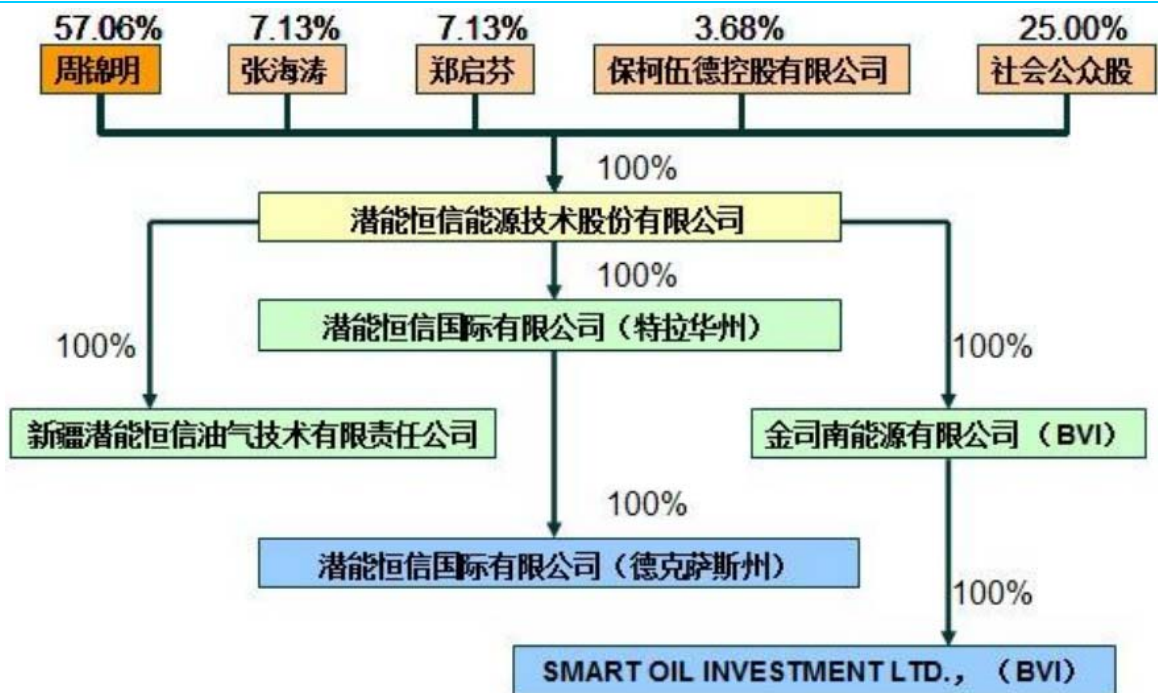 57.06% 7.13% 7.13% 3.68% 25.00%
周锦明 张海涛 郑启芬 保柯伍德控股有限公司 社会公众股
100%
潜能恒信能源技术股份有限公司
100%
潜能恒信国际有限公司（特拉华州）
100% 100%
新疆潜能恒信油气技术有限责任公司 金司南能源有限公司（BVI）
100%
潜能恒信国际有限公司（德克萨斯州）
100%
SMART OIL INVESTMENT LTD.，（BVI）